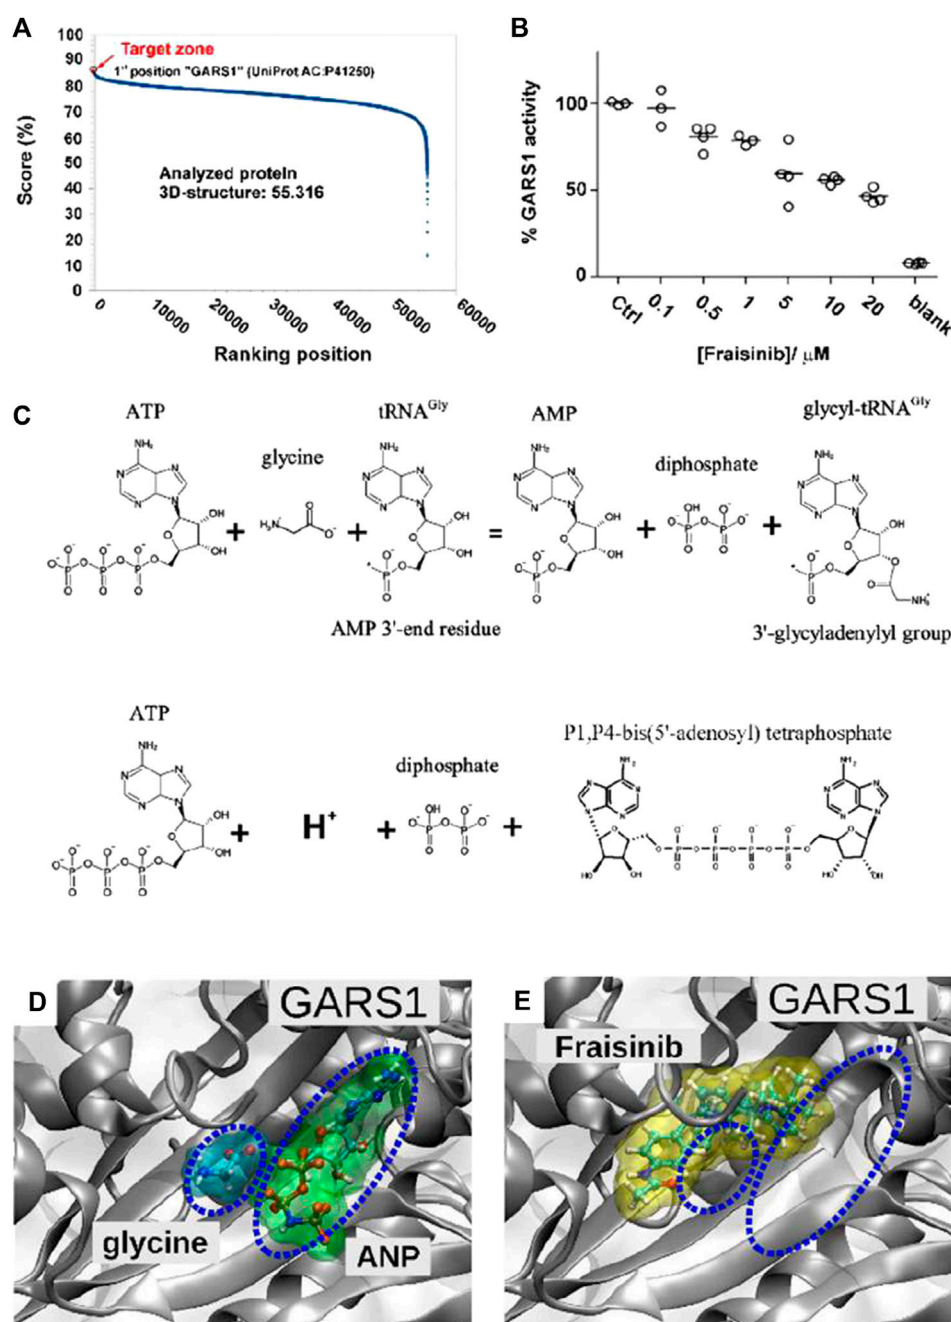 A
100
90
80
70
60
50
40
30
20
10
0
Score (%)
Target zone
1st position "GARS1" (UniProt AC:P41250)
Analyzed protein
3D-structure: 55.316
0
10000
20000
30000
40000
50000
60000
Ranking position
B
% GARS1 activity
100
50
0
Ctrl
0.1
0.5
1
5
10
20
blank
[Fraisinib]/ μM
C
ATP
glycine
tRNA^Gly
=
AMP
diphosphate
glycyl-tRNA^Gly
AMP 3'-end residue
3'-glycyladenylyl group
ATP
+
H+
+
diphosphate
+
P1,P4-bis(5'-adenosyl) tetraphosphate
D
GARS1
glycine
ANP
E
GARS1
Fraisinib